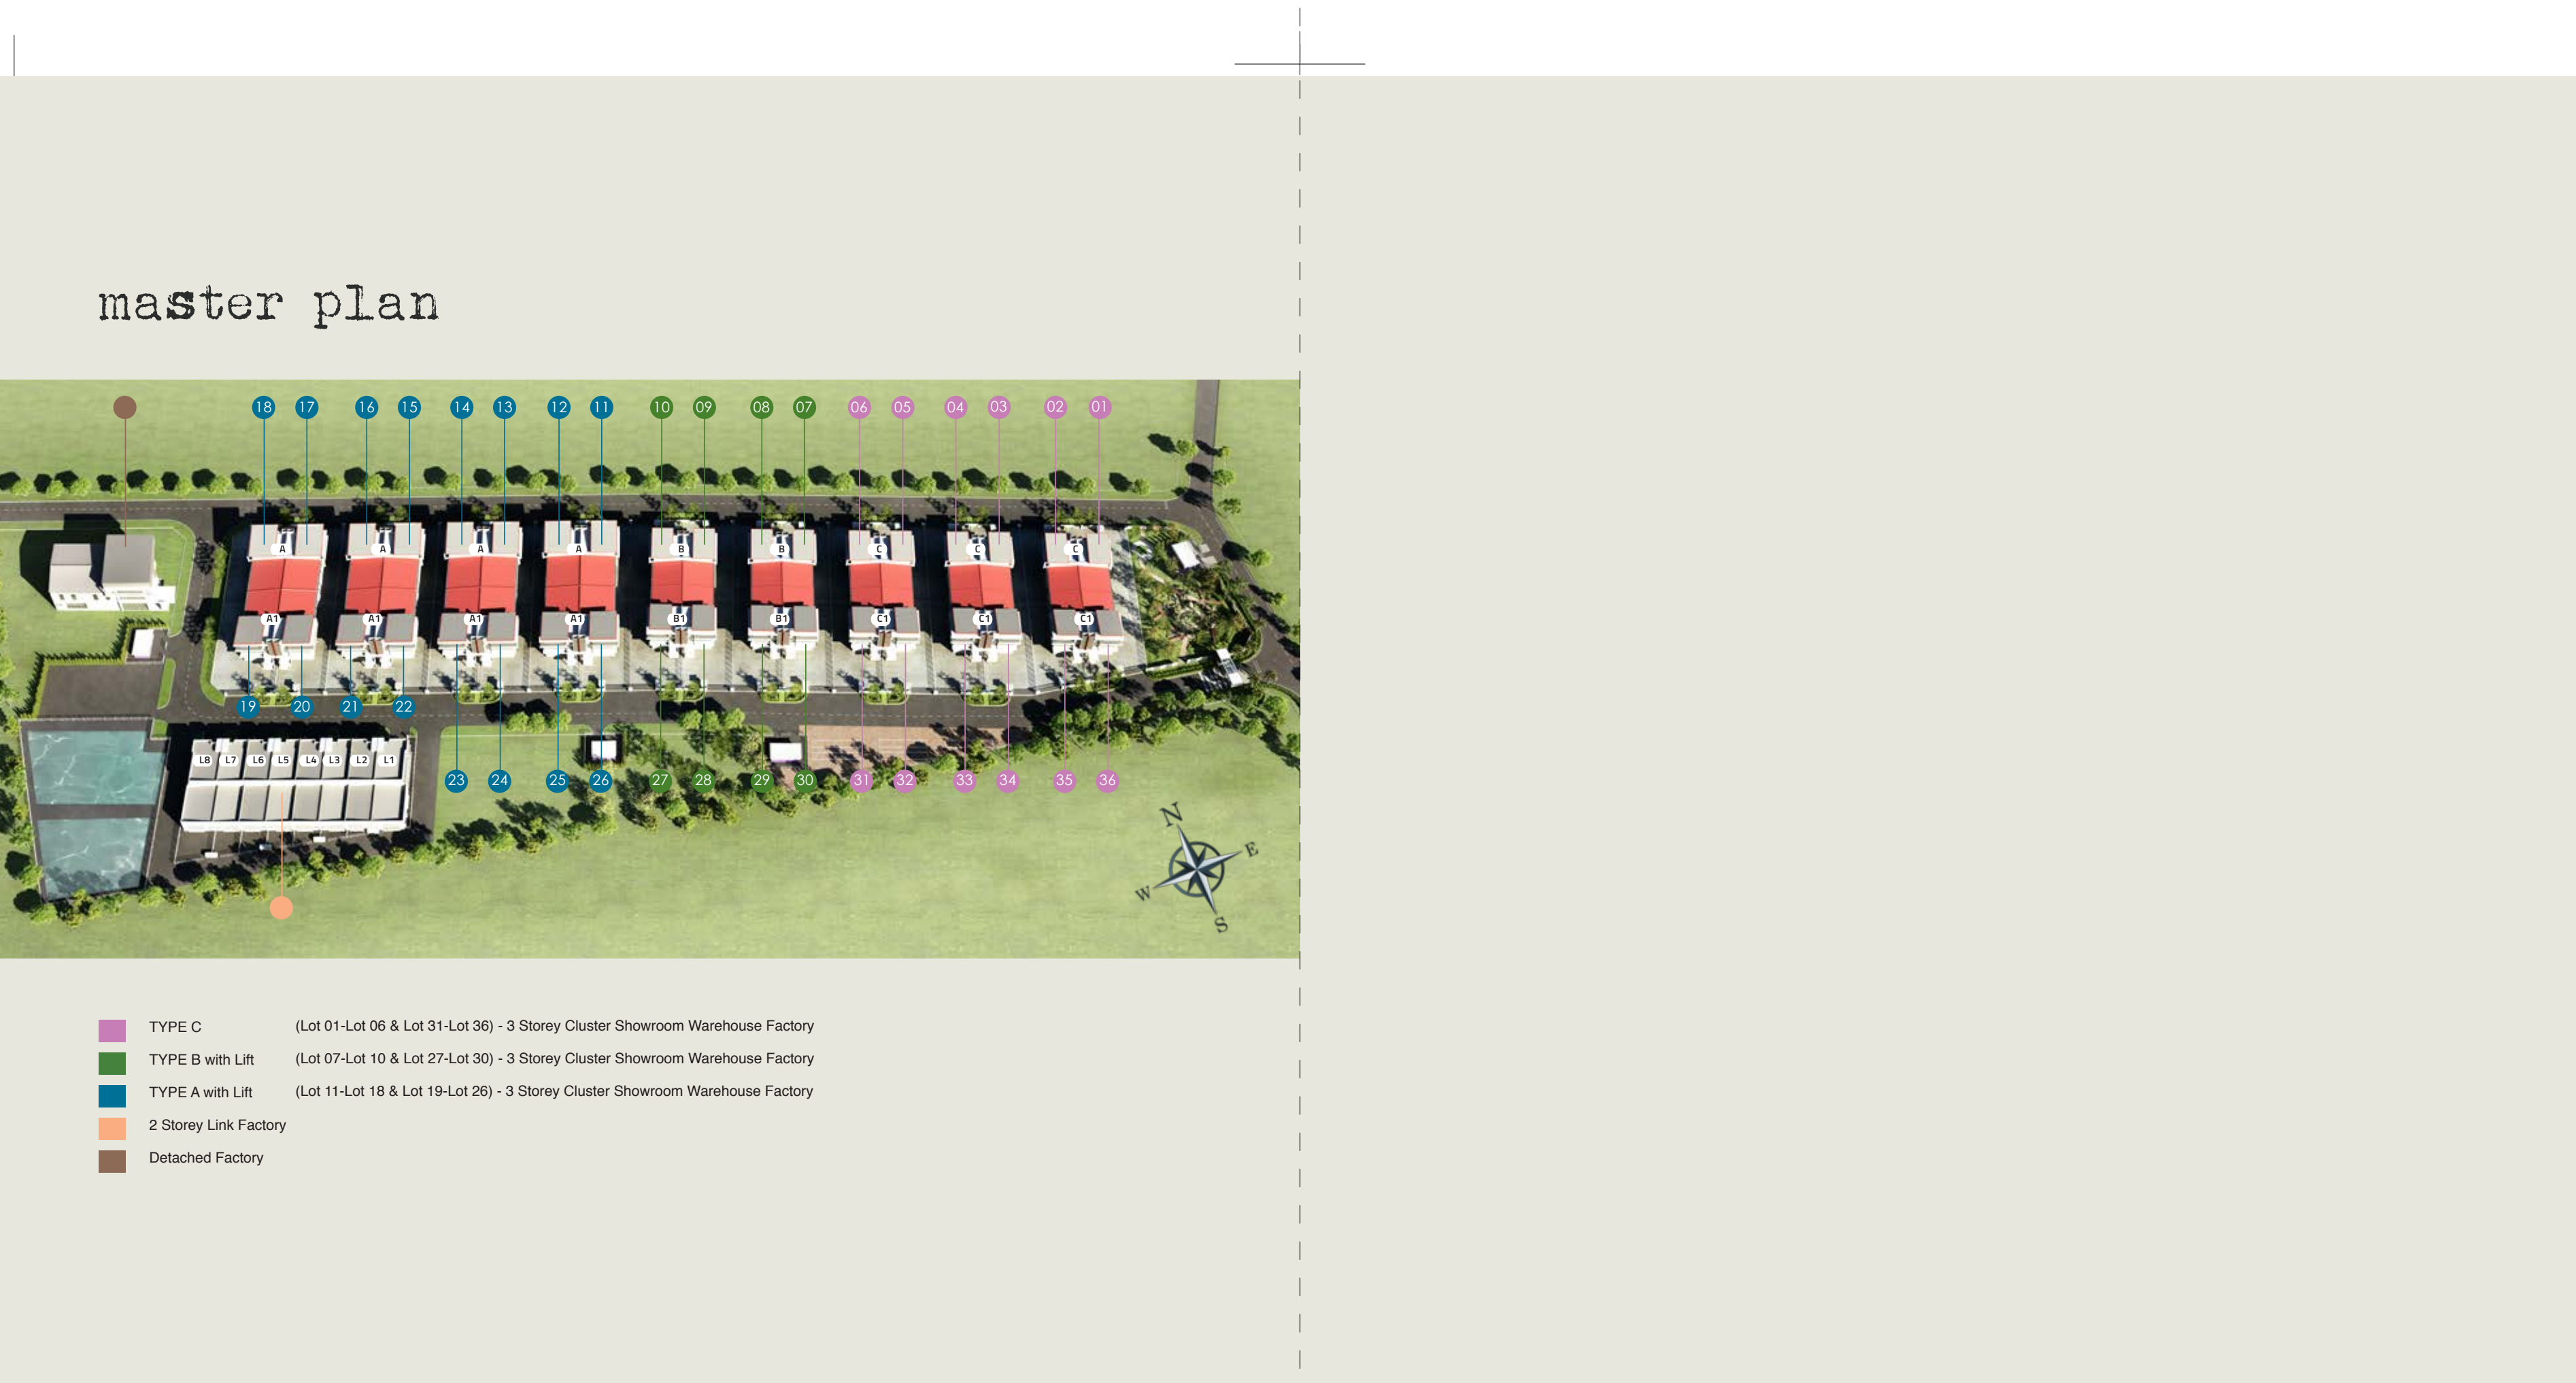 master plan
18 17 16 15 14 13 12 11 10 09 08 07 06 05 04 03 02 01
A A A A B B C C C
A1 A1 A1 A1 B1 B1 C1 C1 C1
19 20 21 22
L8 L7 L6 L5 L4 L3 L2 L1
23 24 25 26 27 28 29 30 31 32 33 34 35 36
N
E
W
S
TYPE C (Lot 01-Lot 06 & Lot 31-Lot 36) - 3 Storey Cluster Showroom Warehouse Factory
TYPE B with Lift (Lot 07-Lot 10 & Lot 27-Lot 30) - 3 Storey Cluster Showroom Warehouse Factory
TYPE A with Lift (Lot 11-Lot 18 & Lot 19-Lot 26) - 3 Storey Cluster Showroom Warehouse Factory
2 Storey Link Factory
Detached Factory